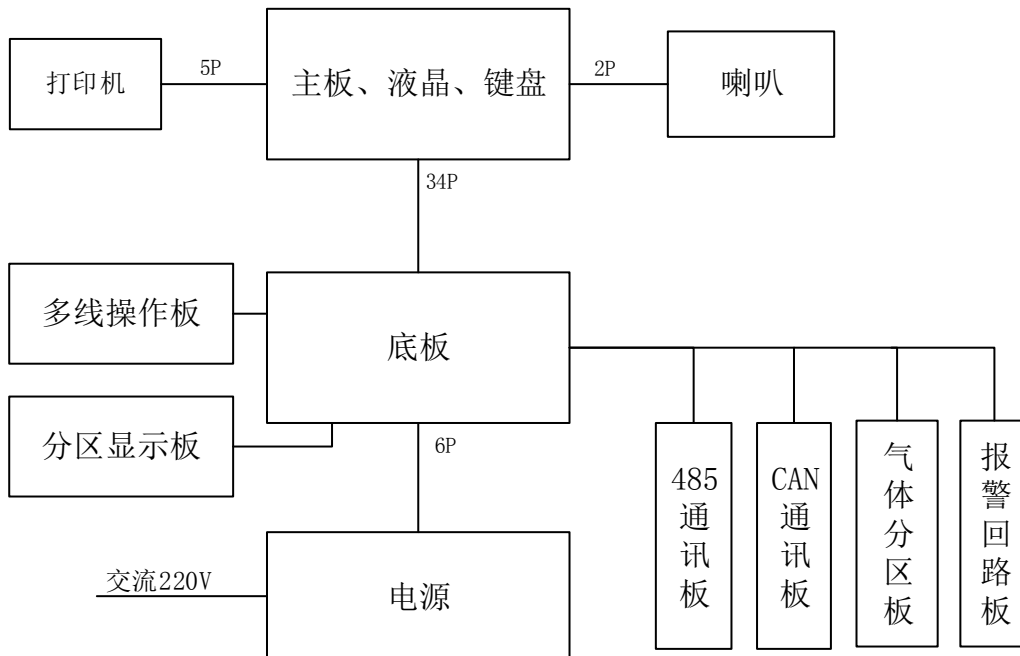 打印机
5P
主板、液晶、键盘
2P
喇叭
34P
多线操作板
底板
分区显示板
6P
485
通
讯
板
CAN
通
讯
板
气
体
分
区
板
报
警
回
路
板
交流220V
电源